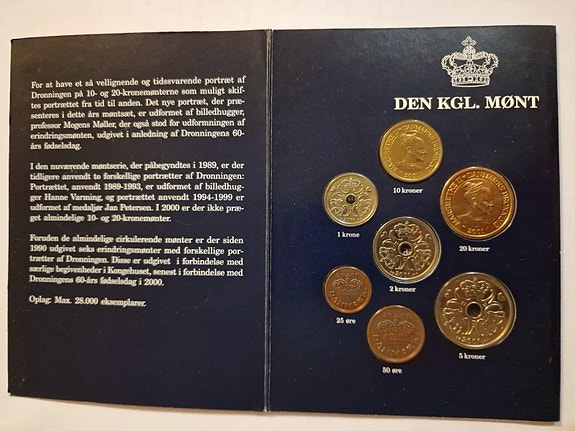 For at have et så vellignende og tidssvarende portræt af
Dronningen på 10- og 20-kronemønterne som muligt skif-
tes portrættet fra tid til anden. Det nye portræt, der præ-
senteres i dette års møntsæt, er udformet af billedhugger,
professor Mogens Møller, der også stod for udformningen af
erindringsmønten, udgivet i anledning af Dronningens 60-
års fødselsdag.
I den nuværende møntserie, der påbegyndtes i 1989, er der
tidligere anvendt to forskellige portrætter af Dronningen:
Portrættet, anvendt 1989-1993, er udformet af billedhug-
ger Hanne Varming, og portrættet anvendt 1994-1999 er
udformet af medaljør Jan Petersen. I 2000 er der ikke præ-
get almindelige 10- og 20-kronemønter.
Foruden de almindelige cirkulerende mønter er der siden
1990 udgivet seks erindringsmønter med forskellige por-
trætter af Dronningen. Disse er udgivet i forbindelse med
særlige begivenheder i Kongehuset, senest i forbindelse med
Dronningens 60-års fødselsdag i 2000.
Oplag: Max. 28.000 eksemplarer.
DEN KGL. MØNT
10 kroner
1 krone
20 kroner
2 kroner
25 øre
5 kroner
50 øre